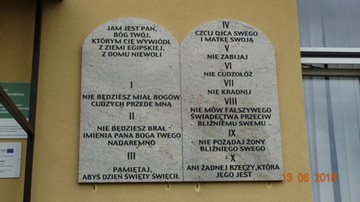 JAM JEST PAN,
BÓG TWÓJ,
KTÓRYM CIĘ WYWIÓDŁ
Z ZIEMI EGIPSKIEJ,
Z DOMU NIEWOLI
I
NIE BĘDZIESZ MIAŁ BOGÓW
CUDZYCH PRZEDE MNĄ
II
NIE BĘDZIESZ BRAŁ
IMIENIA PANA BOGA TWEGO
NADAREMNO
III
PAMIĘTAJ,
ABYŚ DZIEŃ ŚWIĘTY ŚWIĘCIŁ
IV
CZCIJ OJCA SWEGO
I MATKĘ SWOJĄ
V
NIE ZABIJAJ
VI
NIE CUDZOŁÓŻ
VII
NIE KRADNIJ
VIII
NIE MÓW FAŁSZYWEGO
ŚWIADECTWA PRZECIW
BLIŹNIEMU SWEMU
IX
NIE POŻĄDAJ ŻONY
BLIŹNIEGO SWEGO
X
ANI ŻADNEJ RZECZY, KTÓRA
JEGO JEST
13 06 2018